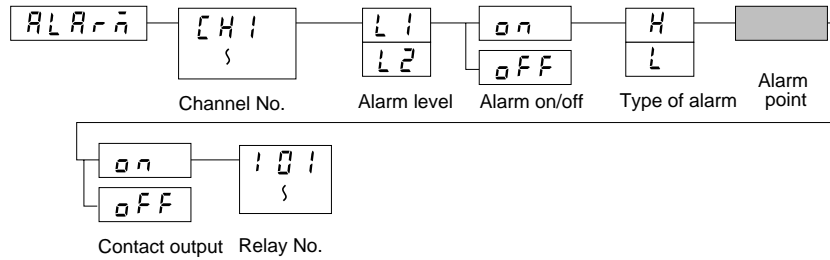 ALArm CH1 L1 on H
L2 oFF L
Channel No. Alarm level Alarm on/off Type of alarm Alarm point
on 101
oFF
Contact output Relay No.